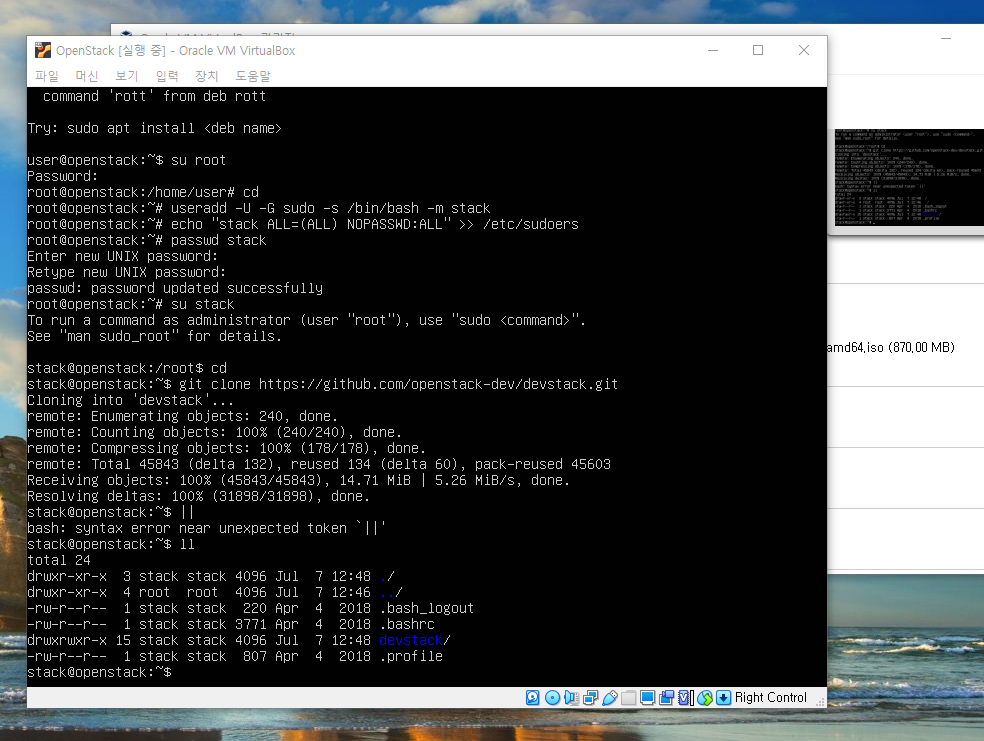 OpenStack [실행 중] - Oracle VM VirtualBox
파일 머신 보기 입력 장치 도움말
command 'rott' from deb rott
Try: sudo apt install <deb name>
user@openstack:~$ su root
Password:
root@openstack:/home/user# cd
root@openstack:~# useradd -U -G sudo -s /bin/bash -m stack
root@openstack:~# echo "stack ALL=(ALL) NOPASSWD:ALL" >> /etc/sudoers
root@openstack:~# passwd stack
Enter new UNIX password:
Retype new UNIX password:
passwd: password updated successfully
root@openstack:~# su stack
To run a command as administrator (user "root"), use "sudo <command>".
See "man sudo_root" for details.
stack@openstack:/root$ cd
stack@openstack:~$ git clone https://github.com/openstack-dev/devstack.git
Cloning into 'devstack'...
remote: Enumerating objects: 240, done.
remote: Counting objects: 100% (240/240), done.
remote: Compressing objects: 100% (178/178), done.
remote: Total 45843 (delta 132), reused 134 (delta 60), pack-reused 45603
Receiving objects: 100% (45843/45843), 14.71 MiB | 5.26 MiB/s, done.
Resolving deltas: 100% (31898/31898), done.
stack@openstack:~$ ||
bash: syntax error near unexpected token `||'
stack@openstack:~$ ll
total 24
drwxr-xr-x 3 stack stack 4096 Jul 7 12:48 ./
drwxr-xr-x 4 root root 4096 Jul 7 12:46 ../
-rw-r--r-- 1 stack stack 220 Apr 4 2018 .bash_logout
-rw-r--r-- 1 stack stack 3771 Apr 4 2018 .bashrc
drwxrwxr-x 15 stack stack 4096 Jul 7 12:48 devstack/
-rw-r--r-- 1 stack stack 807 Apr 4 2018 .profile
stack@openstack:~$
Right Control
amd64.iso (870,00 MB)